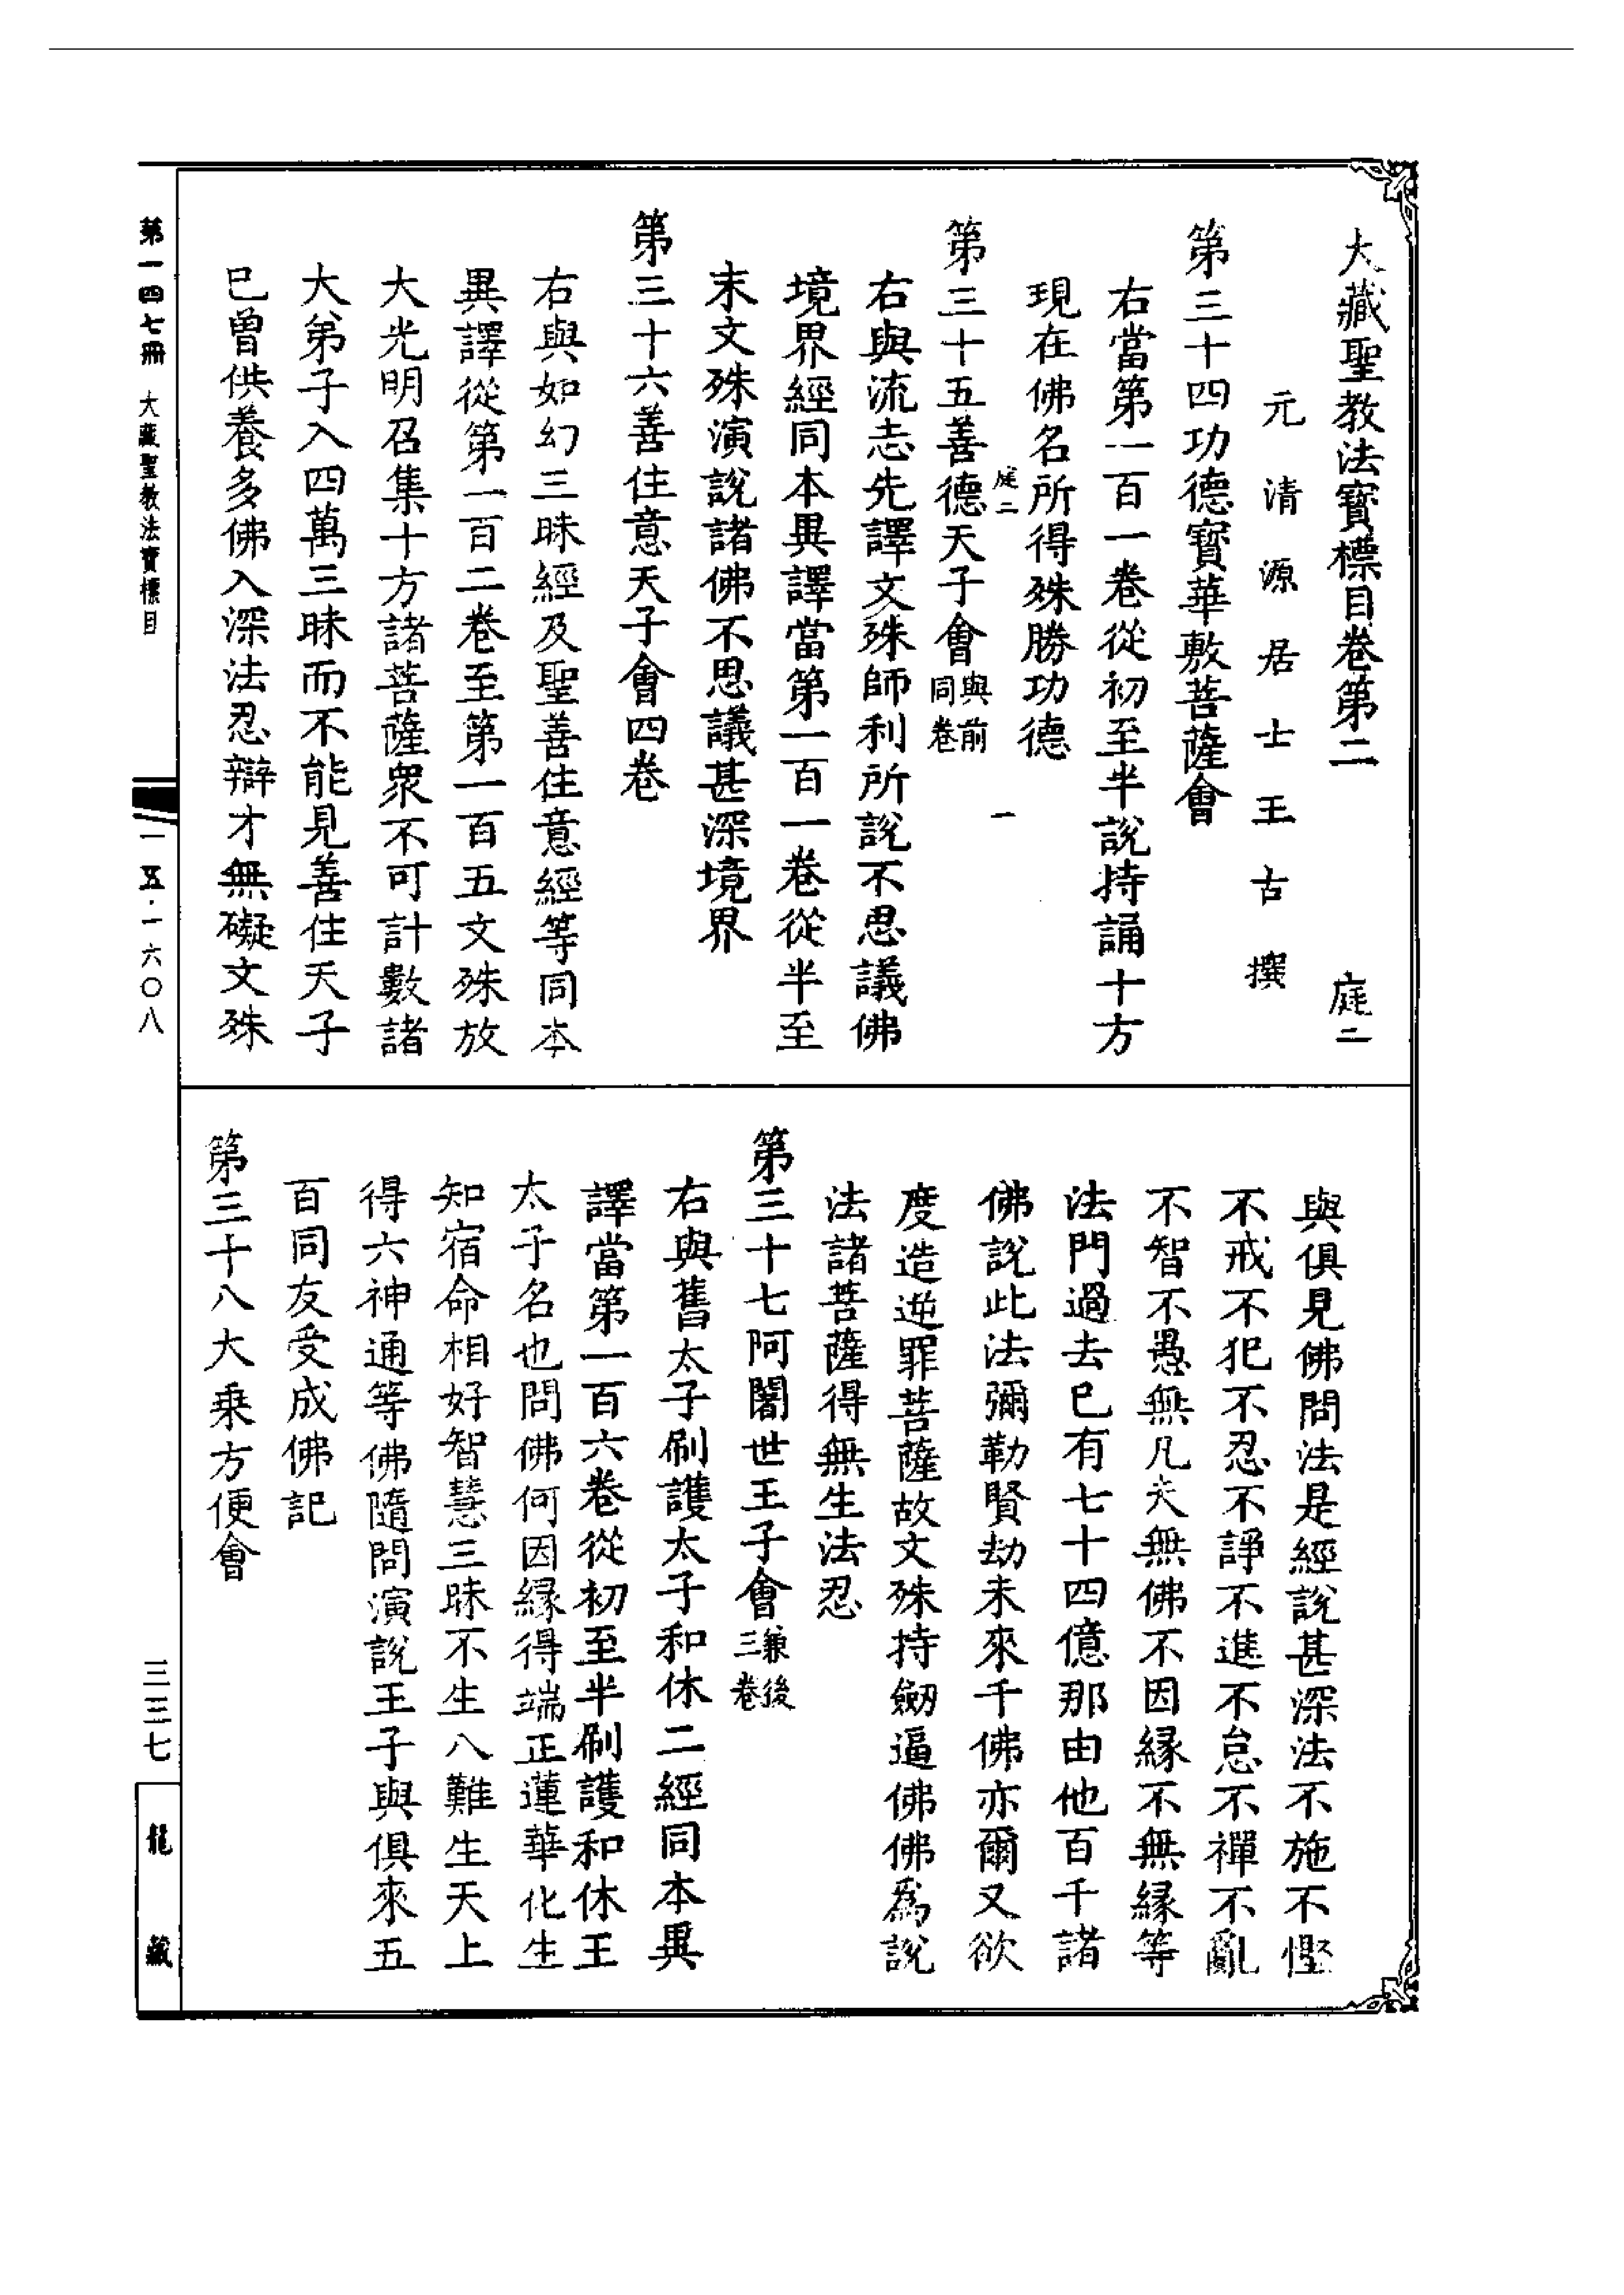 大藏聖教法寶標目卷第二　庭二
元清源居士王古撰
第三十四功德寶華敷菩薩會
右當第一百一卷從初至半說持誦十方
現在佛名所得殊勝功德
庭二　一
第三十五善德天子會與前同卷
右與流志先譯文殊師利所說不思議佛
境界經同本異譯當第一百一卷從半至
末文殊演說諸佛不思議甚深境界
第三十六善住意天子會四卷
右與如幻三昧經及聖善住意經等同本
異譯從第一百二卷至第一百五文殊放
大光明召集十方諸菩薩衆不可計數諸
大弟子入四萬三昧而不能見善住天子
已曾供養多佛入深法忍辯才無礙文殊
與俱見佛問法是經說甚深法不施不慳
不戒不犯不忍不諍不進不怠不禪不亂
不智不愚無凡夫無佛不因緣不無緣等
法門過去已有七十四億那由他百千諸
佛說此法彌勒賢劫未來千佛亦爾又欲
度造逆罪菩薩故文殊持劒逼佛佛爲說
法諸菩薩得無生法忍
第三十七阿闍世王子會兼後三卷
右與舊太子刷護太子和休二經同本異
譯當第一百六卷從初至半刷護和休王
太子名也問佛何因緣得端正蓮華化生
知宿命相好智慧三昧不生八難生天上
得六神通等佛隨問演說王子與俱來五
百同友受成佛記
第三十八大乘方便會
第一四七冊　大藏聖教法寶標目
一五·一六〇八
三三七
龍藏